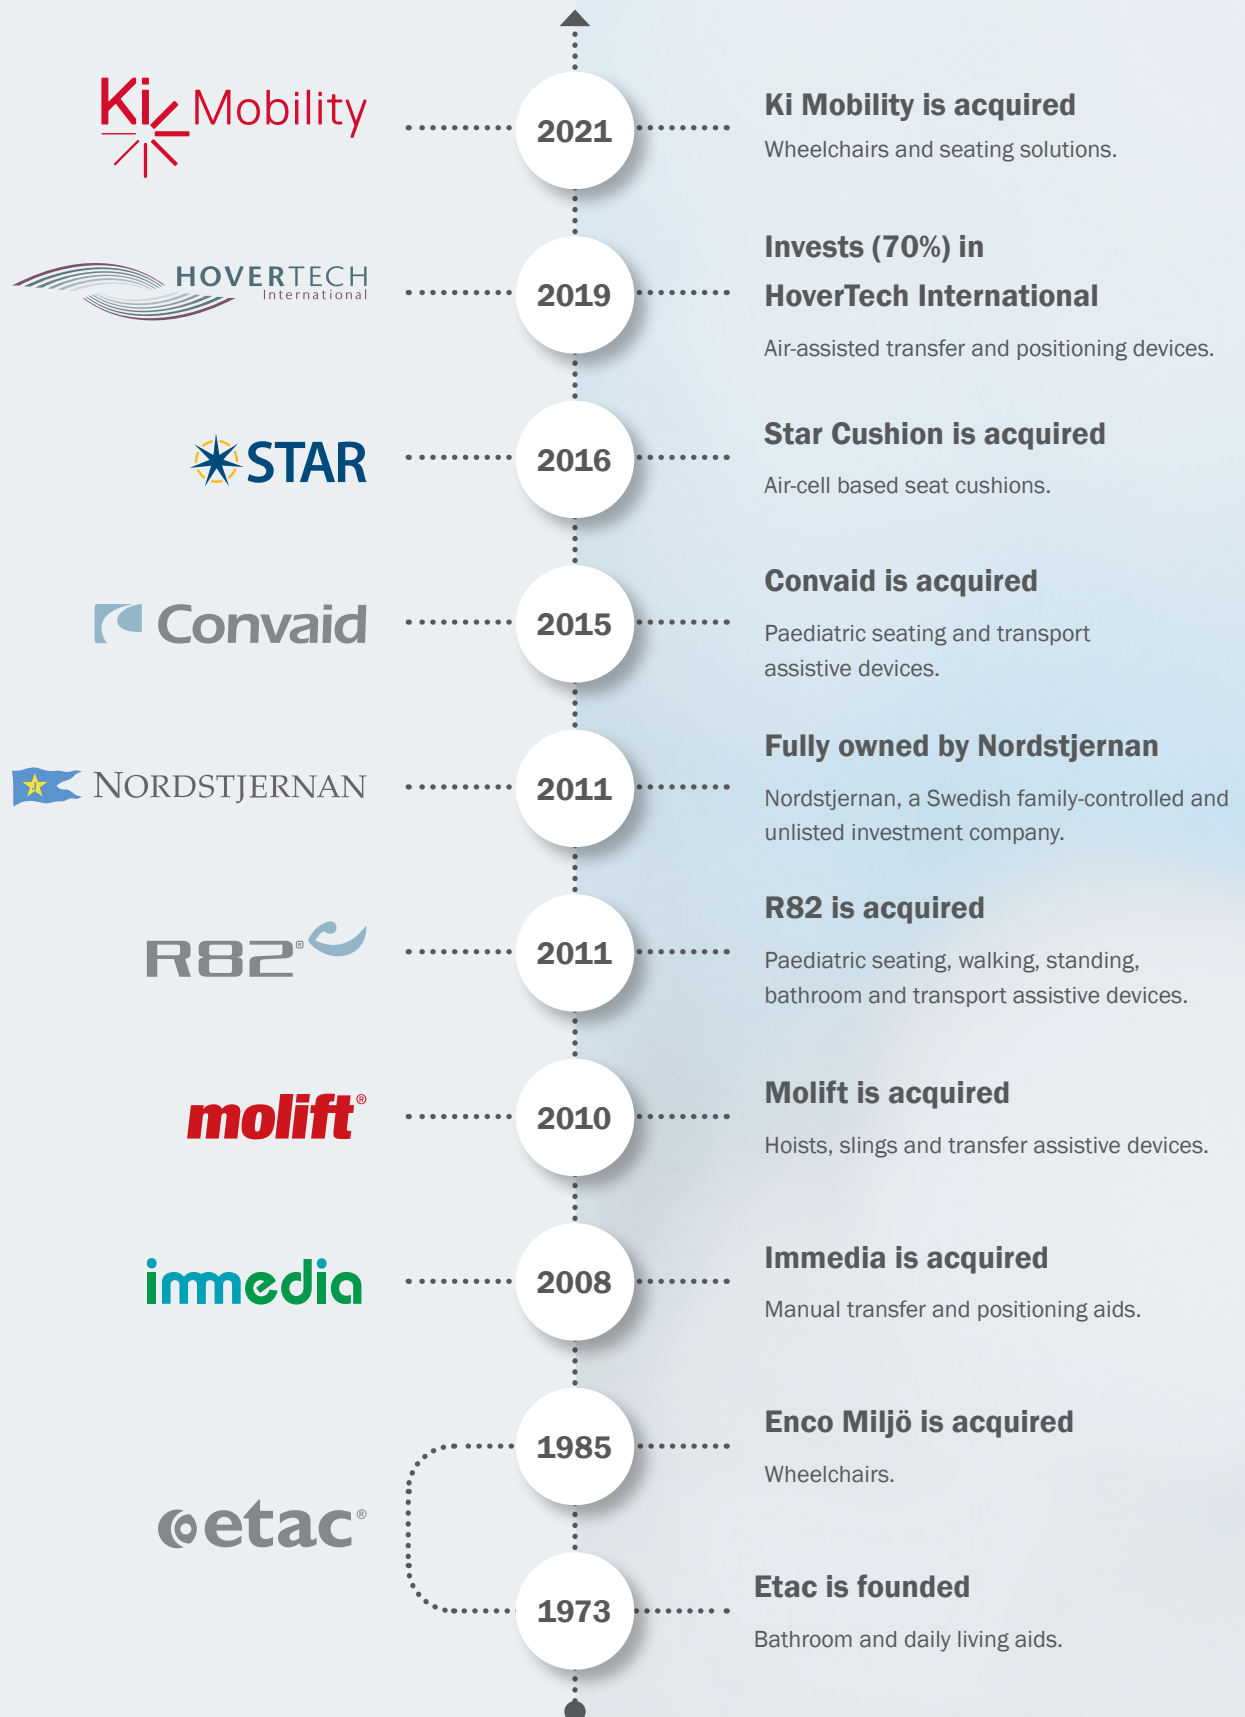 Ki Mobility
2021
Ki Mobility is acquired
Wheelchairs and seating solutions.
HOVERTECH
International
2019
Invests (70%) in
HoverTech International
Air-assisted transfer and positioning devices.
STAR
2016
Star Cushion is acquired
Air-cell based seat cushions.
Convaid
2015
Convaid is acquired
Paediatric seating and transport
assistive devices.
NORDSTJERNAN
2011
Fully owned by Nordstjernan
Nordstjernan, a Swedish family-controlled and
unlisted investment company.
R82®
2011
R82 is acquired
Paediatric seating, walking, standing,
bathroom and transport assistive devices.
molift®
2010
Molift is acquired
Hoists, slings and transfer assistive devices.
immedia
2008
Immedia is acquired
Manual transfer and positioning aids.
1985
Enco Miljö is acquired
Wheelchairs.
etac®
1973
Etac is founded
Bathroom and daily living aids.